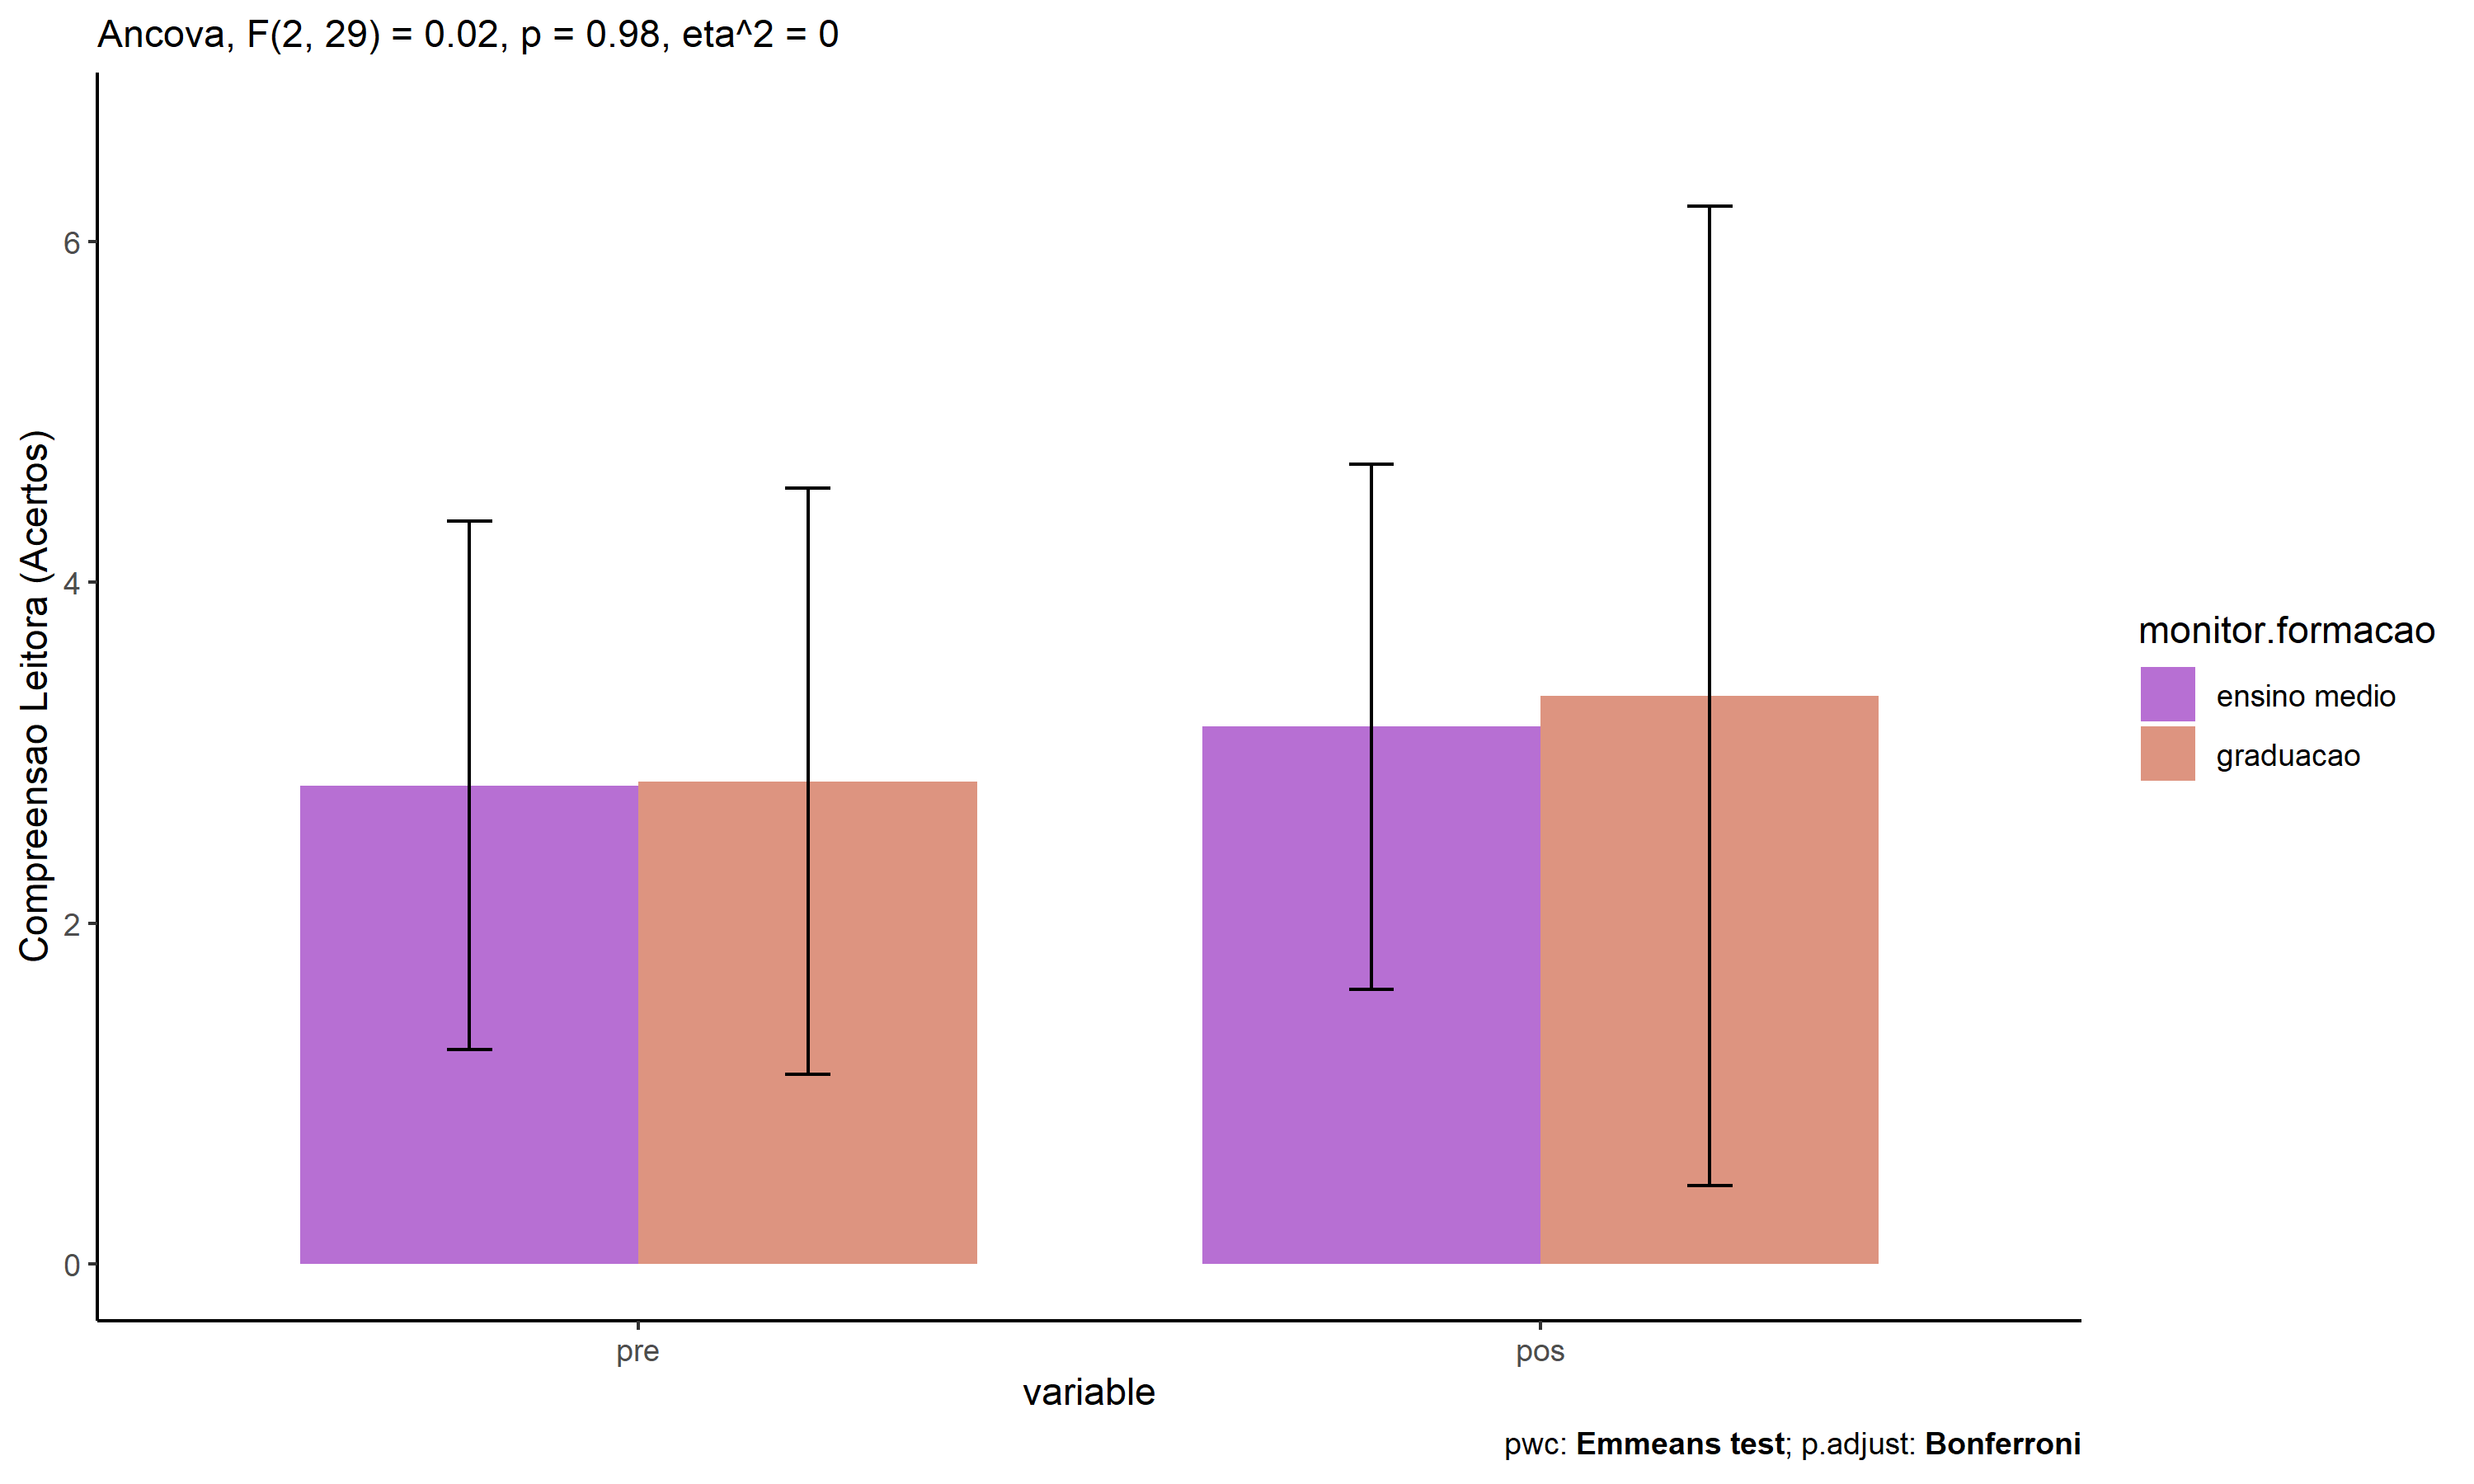 Ancova, F(2, 29) = 0.02, p = 0.98, eta^2 = 0
Compreensao Leitora (Acertos)
6
4
2
0
pre
pos
variable
monitor.formacao
ensino medio
graduacao
pwc: Emmeans test; p.adjust: Bonferroni